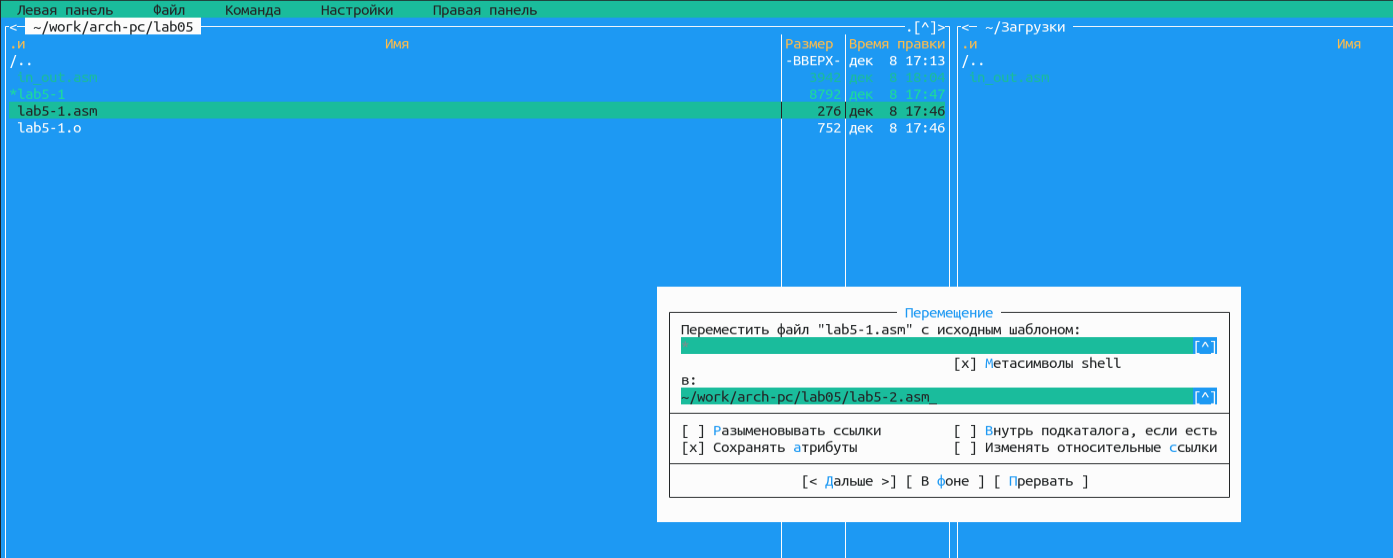 Левая панель Файл Команда Настройки Правая панель
<─ ~/work/arch-pc/lab05 .[^]> <─ ~/Загрузки
.и Имя Размер Время правки .и Имя
/.. -ВВЕРХ- дек 8 17:13 /..
in_out.asm 3942 дек 8 18:04 in_out.asm
*lab5-1 8792 дек 8 17:47
lab5-1.asm 276 дек 8 17:46
lab5-1.o 752 дек 8 17:46
Перемещение
Переместить файл "lab5-1.asm" с исходным шаблоном:
[^]
[x] Метасимволы shell
в:
~/work/arch-pc/lab05/lab5-2.asm_ [^]
[ ] Разыменовывать ссылки [ ] Внутрь подкаталога, если есть
[x] Сохранять атрибуты [ ] Изменять относительные ссылки
[< Дальше >] [ В фоне ] [ Прервать ]